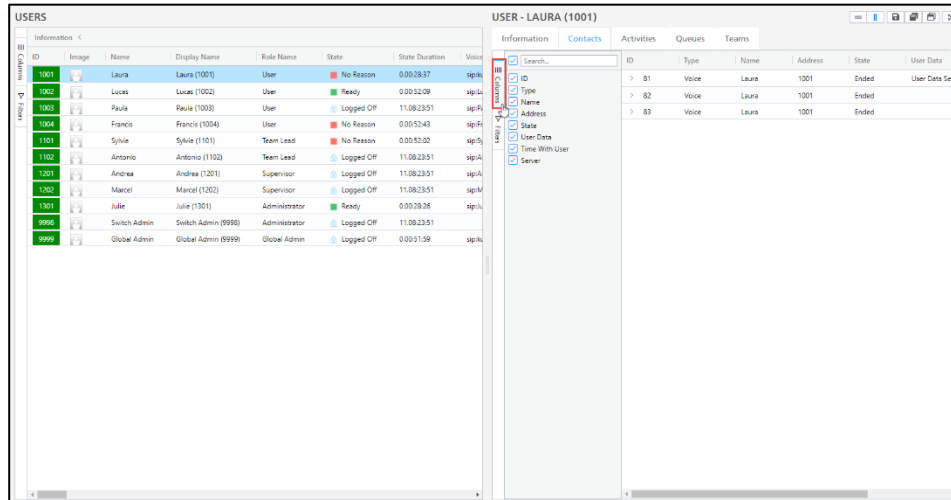 USERS
Information <
Columns
Filters
ID Image Name Display Name Role Name State State Duration Voice
1001 Laura Laura (1001) User No Reason 0.00:28:37
1002 Lucas Lucas (1002) User Ready 0.00:52:09
1003 Paula Paula (1003) User Logged Off 11.08:23:51
1004 Francis Francis (1004) User No Reason 0.00:52:43
1101 Sylvie Sylvie (1101) Team Lead No Reason 0.00:52:02
1102 Antonio Antonio (1102) Team Lead Logged Off 11.08:23:51
1201 Andrea Andrea (1201) Supervisor Logged Off 11.08:23:51
1202 Marcel Marcel (1202) Supervisor Logged Off 11.08:23:51
1301 Julie Julie (1301) Administrator Ready 0.00:28:26
9998 Switch Admin Switch Admin (9998) Administrator Logged Off 11.08:23:51
9999 Global Admin Global Admin (9999) Global Admin Logged Off 0.00:51:59
USER - LAURA (1001)
Information Contacts Activities Queues Teams
Columns
Filters
Search...
ID
Type
Name
Address
State
User Data
Time With User
Server
ID Type Name Address State User Data
> 81 Voice Laura 1001 Ended User Data Se
> 82 Voice Laura 1001 Ended
> 83 Voice Laura 1001 Ended